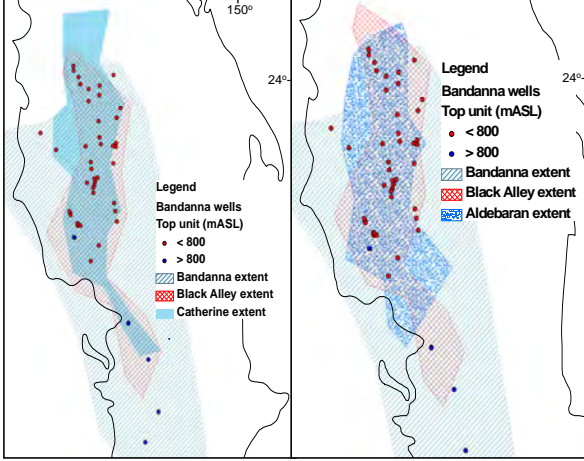 150°
24°
Legend
Bandanna wells
Top unit (mASL)
< 800
> 800
Bandanna extent
Black Alley extent
Catherine extent
24°
Legend
Bandanna wells
Top unit (mASL)
< 800
> 800
Bandanna extent
Black Alley extent
Aldebaran extent